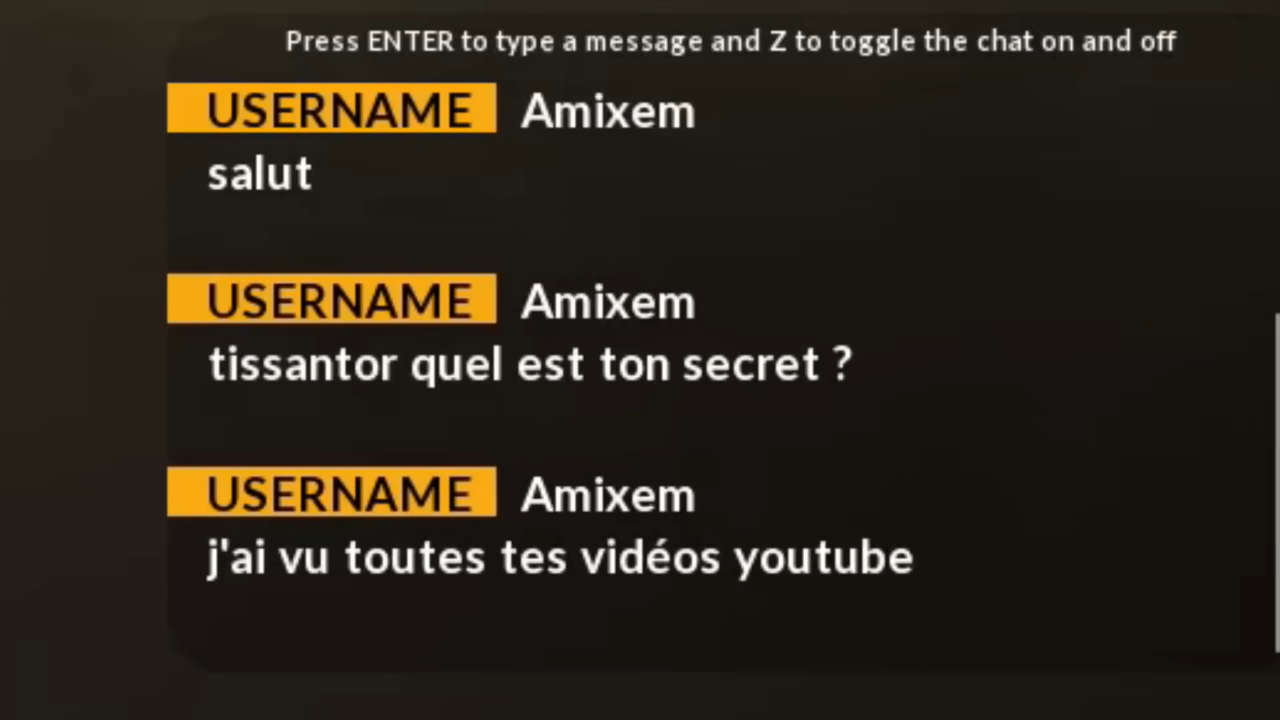 Press ENTER to type a message and Z to toggle the chat on and off
USERNAME Amixem
salut
USERNAME Amixem
tissantor quel est ton secret ?
USERNAME Amixem
j'ai vu toutes tes vidéos youtube